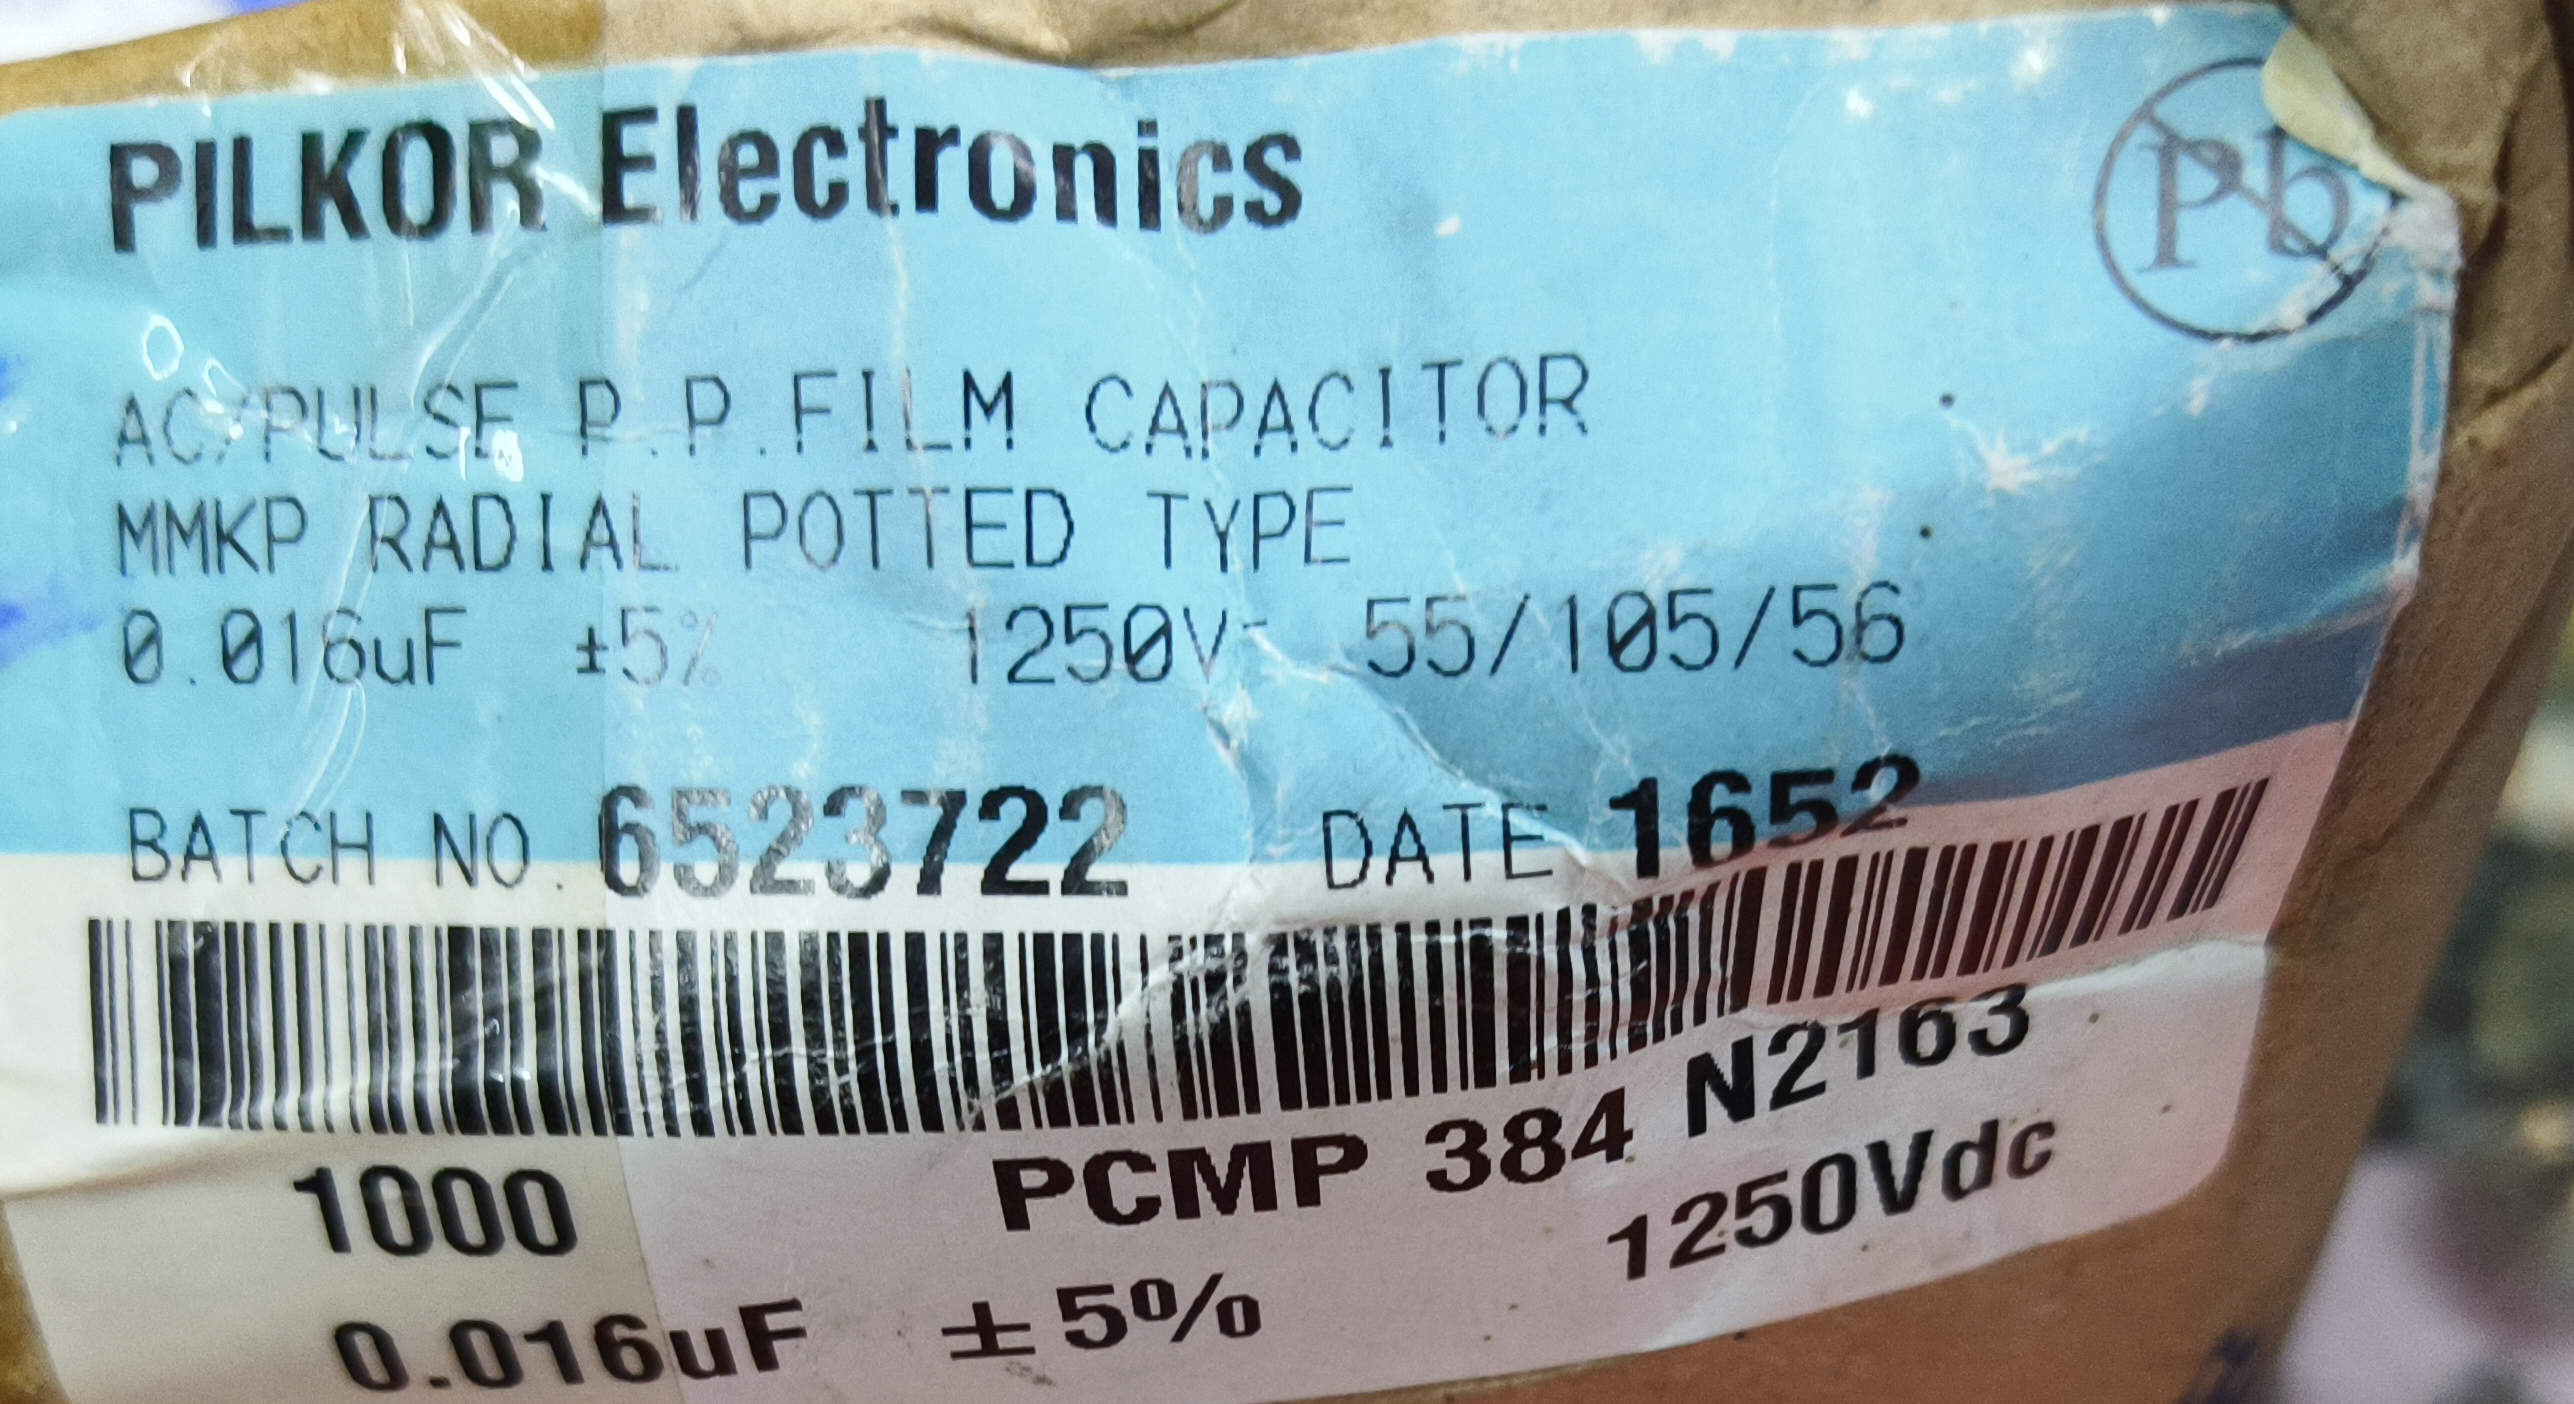 PILKOR Electronics
Pb
AC/PULSE P.P.FILM CAPACITOR
MMKP RADIAL POTTED TYPE
0.016uF ±5% 1250V- 55/105/56
BATCH NO. 6523722 DATE 1652
1000 PCMP 384 N2163
0.016uF ±5% 1250Vdc